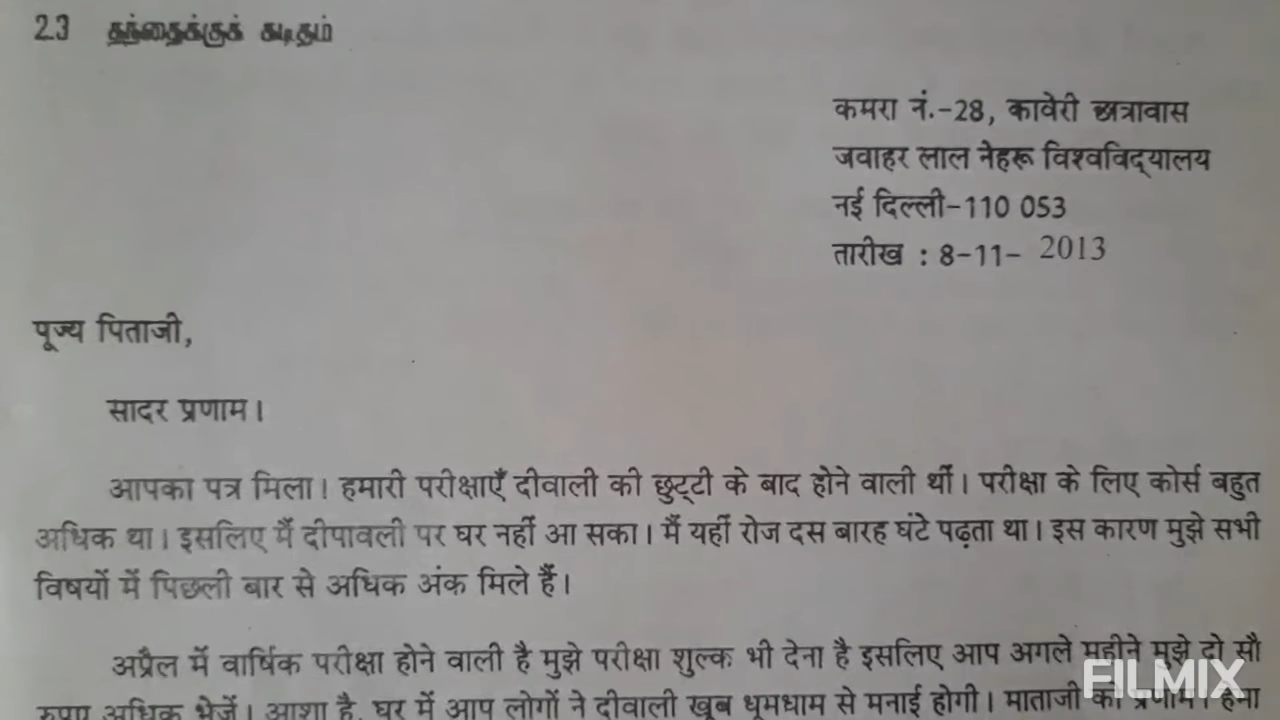 23 தந்தைக்குக் கடிதம்
कमरा नं.-28, कावेरी छात्रावास
जवाहर लाल नेहरू विश्वविद्यालय
नई दिल्ली-110 053
तारीख : 8-11- 2013
पूज्य पिताजी,
सादर प्रणाम।
आपका पत्र मिला। हमारी परीक्षाएँ दीवाली की छुट्टी के बाद होने वाली थीं। परीक्षा के लिए कोर्स बहुत
अधिक था। इसलिए मैं दीपावली पर घर नहीं आ सका। मैं यहीं रोज दस बारह घंटे पढ़ता था। इस कारण मुझे सभी
विषयों में पिछली बार से अधिक अंक मिले हैं।
अप्रैल में वार्षिक परीक्षा होने वाली है मुझे परीक्षा शुल्क भी देना है इसलिए आप अगले महीने मुझे दो सौ
रुपए अधिक भेजें। आशा है, घर में आप लोगों ने दीवाली खूब धूमधाम से मनाई होगी। माताजी को प्रणाम। हेमा
FILMIX